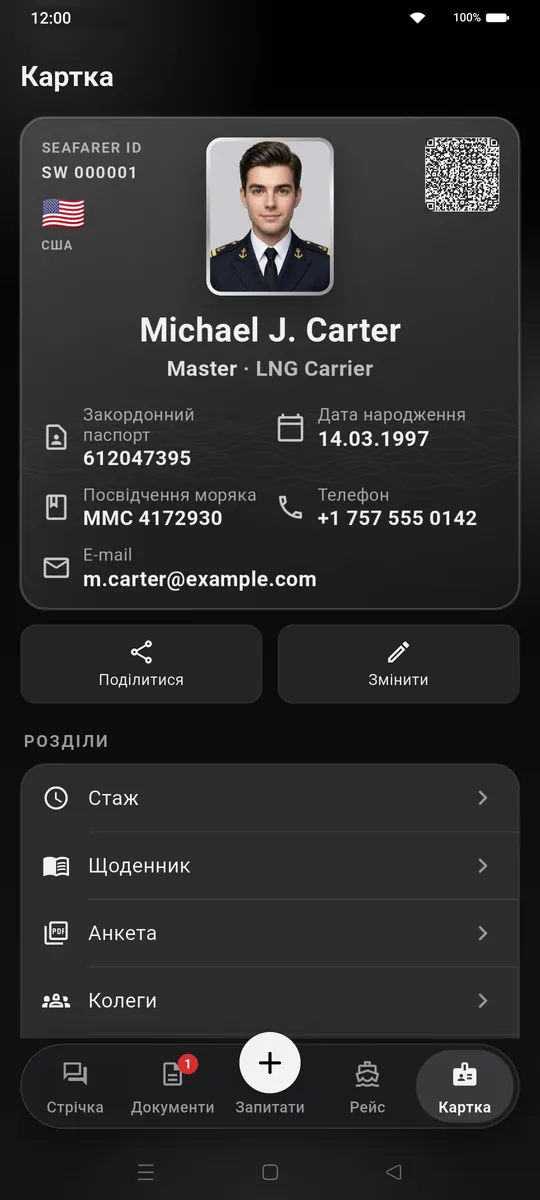 12:00
100%
Картка
SEAFARER ID
SW 000001
США
Michael J. Carter
Master · LNG Carrier
Закордонний
паспорт
612047395
Дата народження
14.03.1997
Посвідчення моряка
MMC 4172930
Телефон
+1 757 555 0142
E-mail
m.carter@example.com
Поділитися
Змінити
РОЗДІЛИ
Стаж
Щоденник
PDF
Анкета
Колеги
1
Стрічка
Документи
Запитати
Рейс
Картка